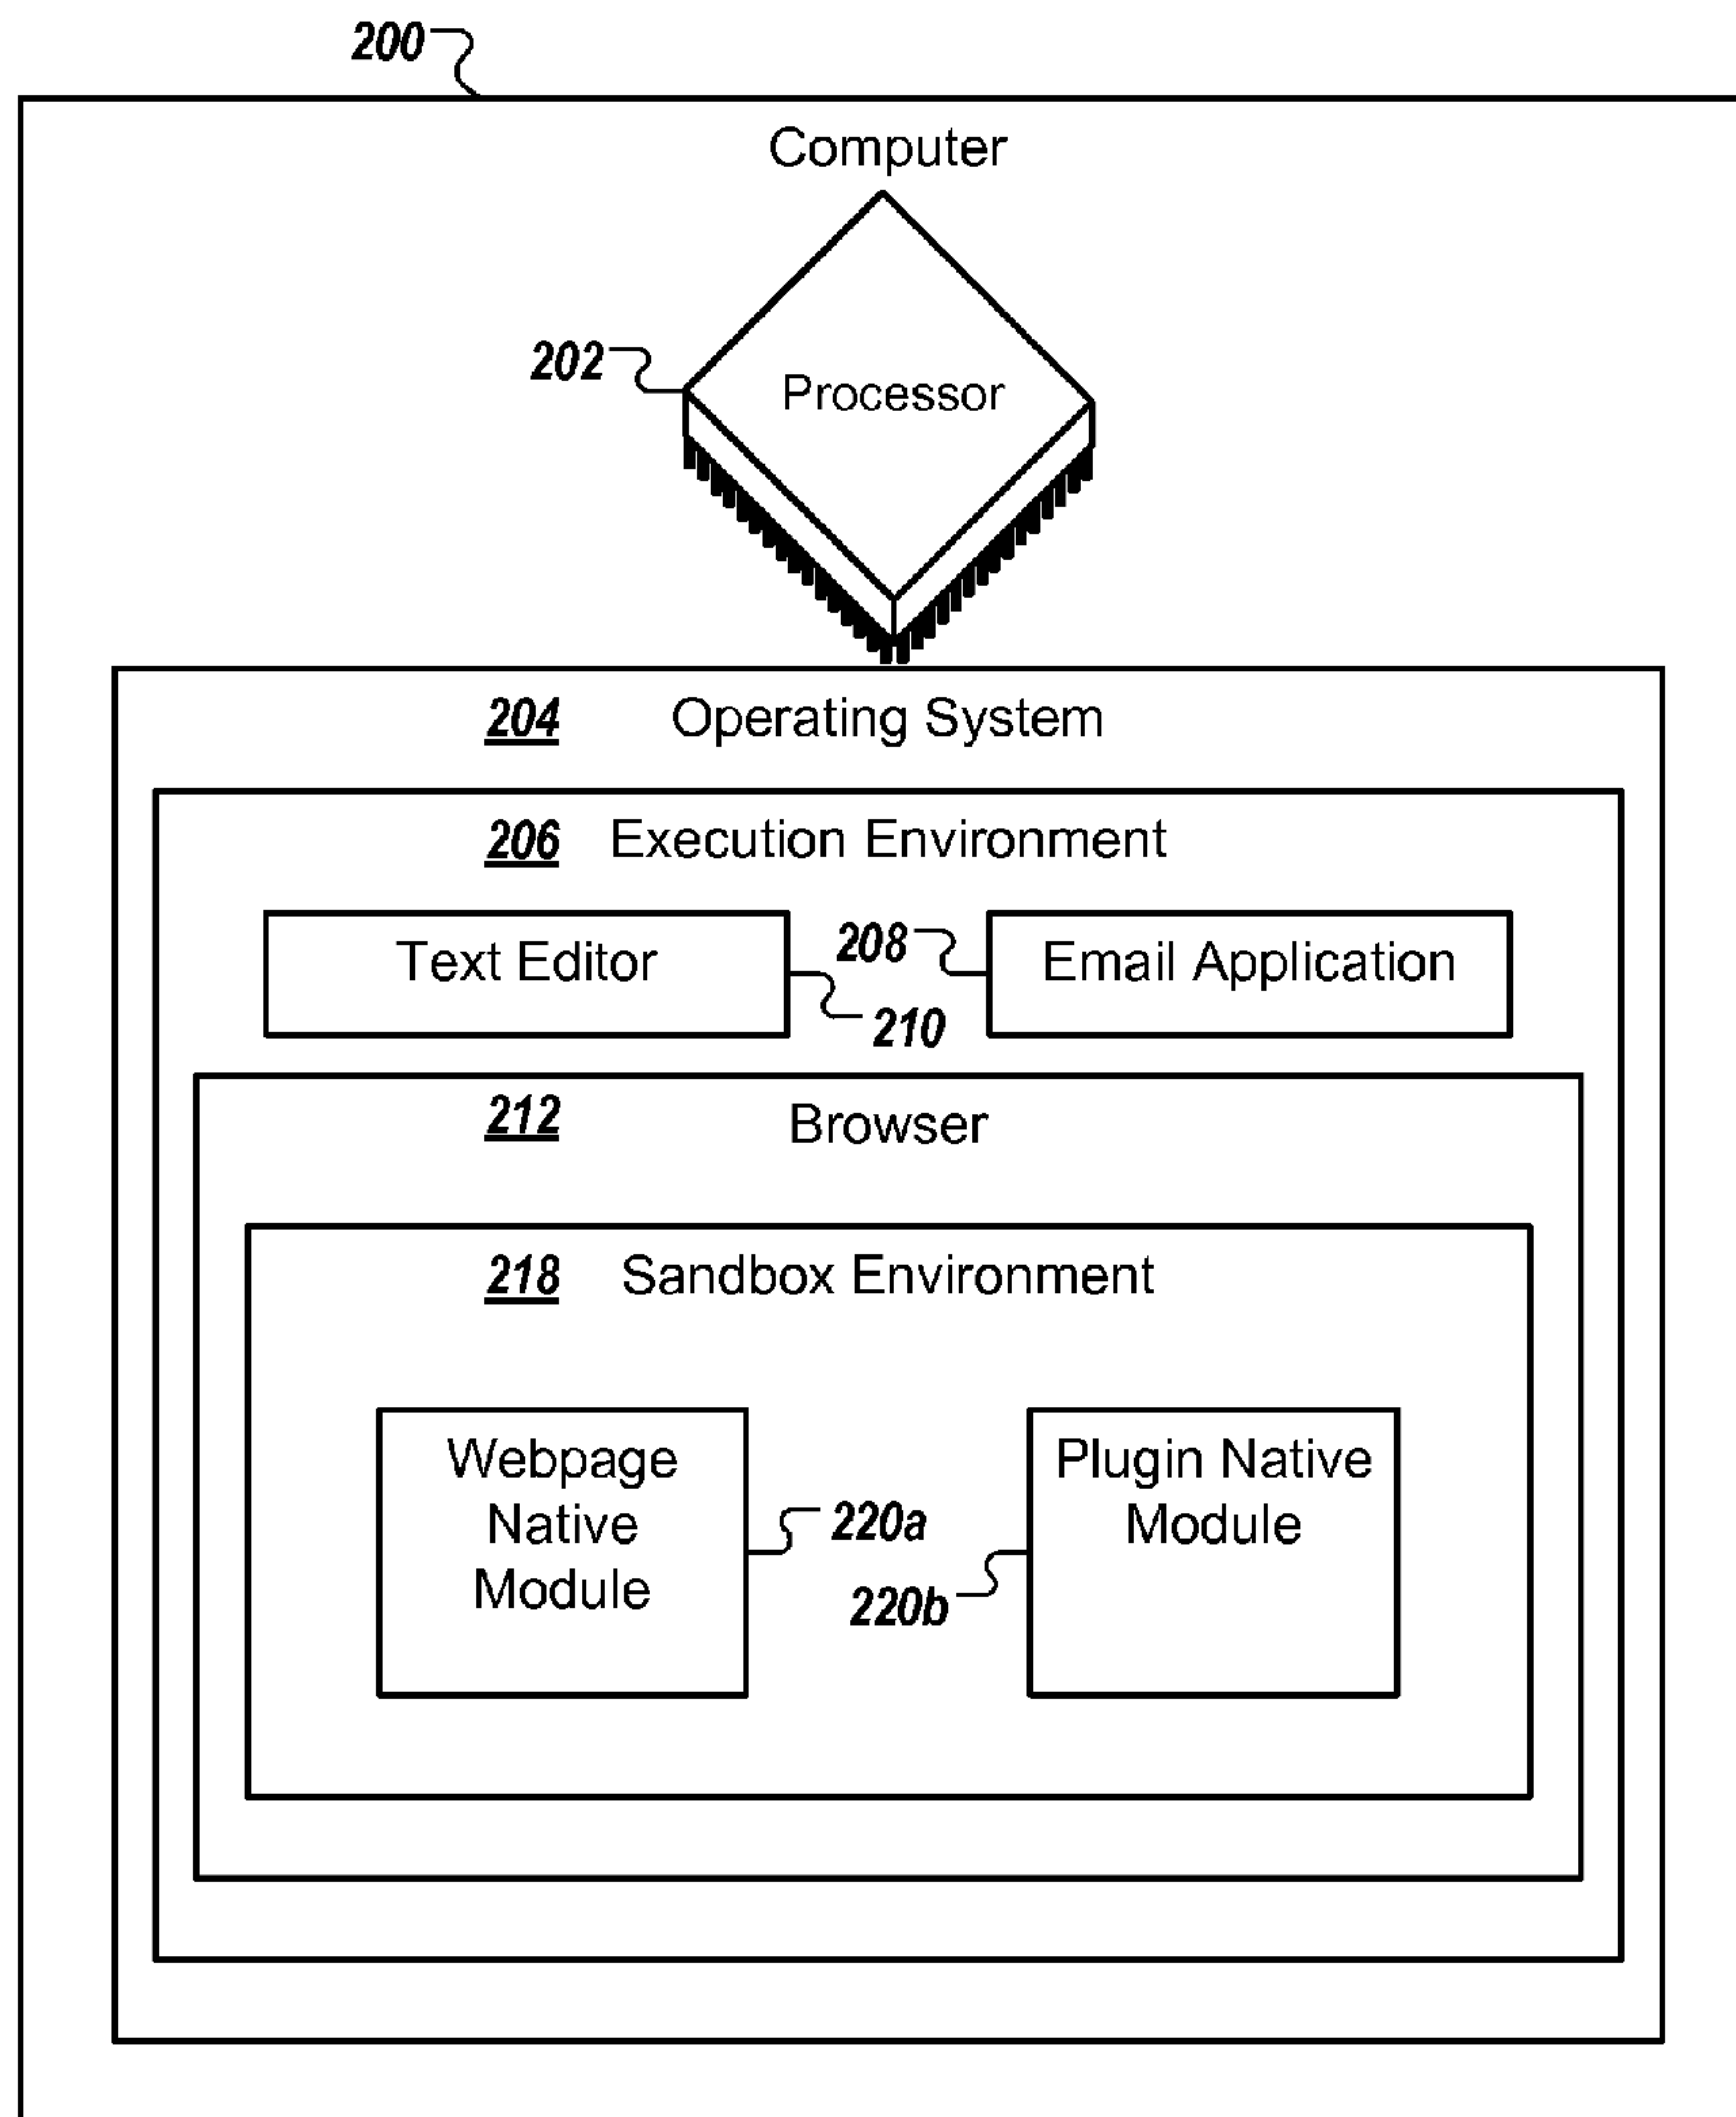 200
Computer
202
Processor
204 Operating System
206 Execution Environment
Text Editor
208
Email Application
210
212 Browser
218 Sandbox Environment
Webpage
Native
Module
220a
220b
Plugin Native
Module